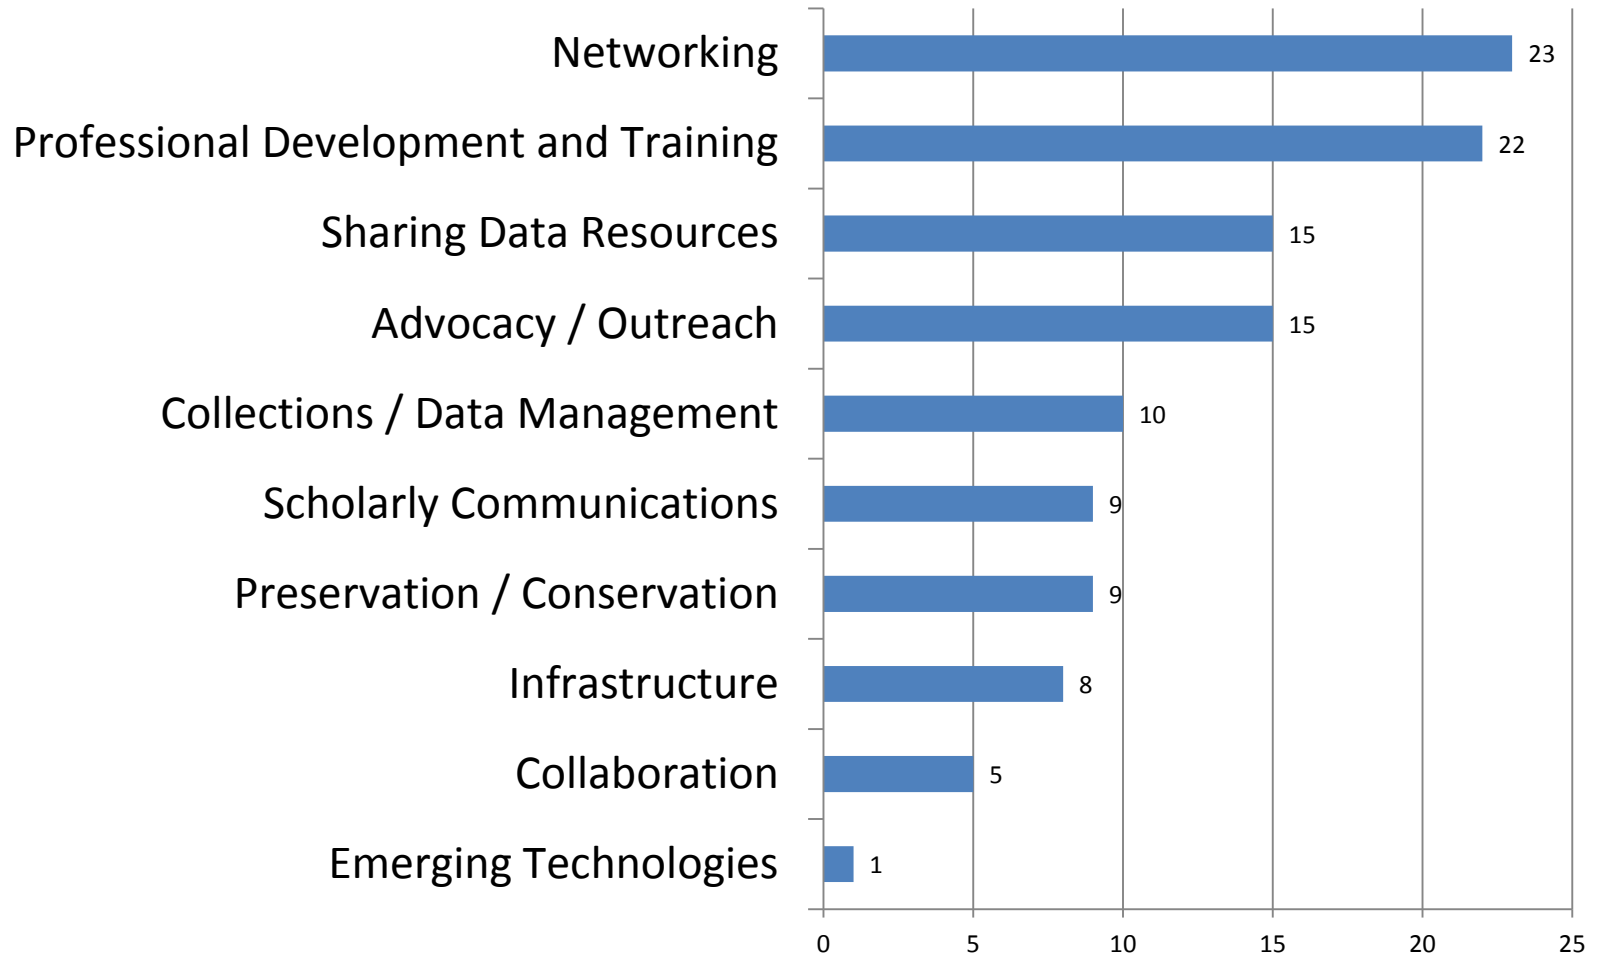 Networking 23
Professional Development and Training 22
Sharing Data Resources 15
Advocacy / Outreach 15
Collections / Data Management 10
Scholarly Communications 9
Preservation / Conservation 9
Infrastructure 8
Collaboration 5
Emerging Technologies 1
0 5 10 15 20 25